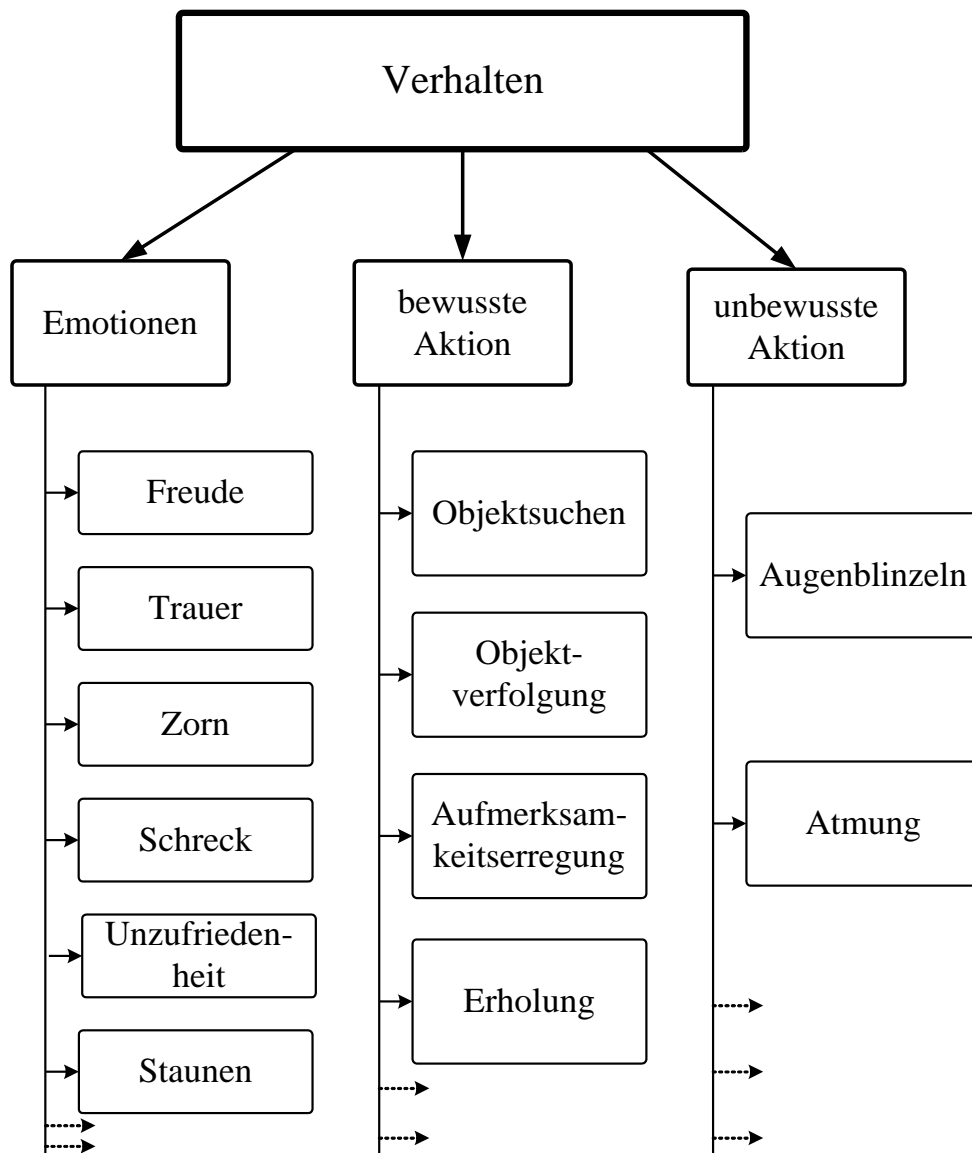 Verhalten
Emotionen
bewusste
Aktion
unbewusste
Aktion
Freude
Trauer
Zorn
Schreck
Unzufrieden-
heit
Staunen
Objektsuchen
Objekt-
verfolgung
Aufmerksam-
keitserregung
Erholung
Augenblinzeln
Atmung